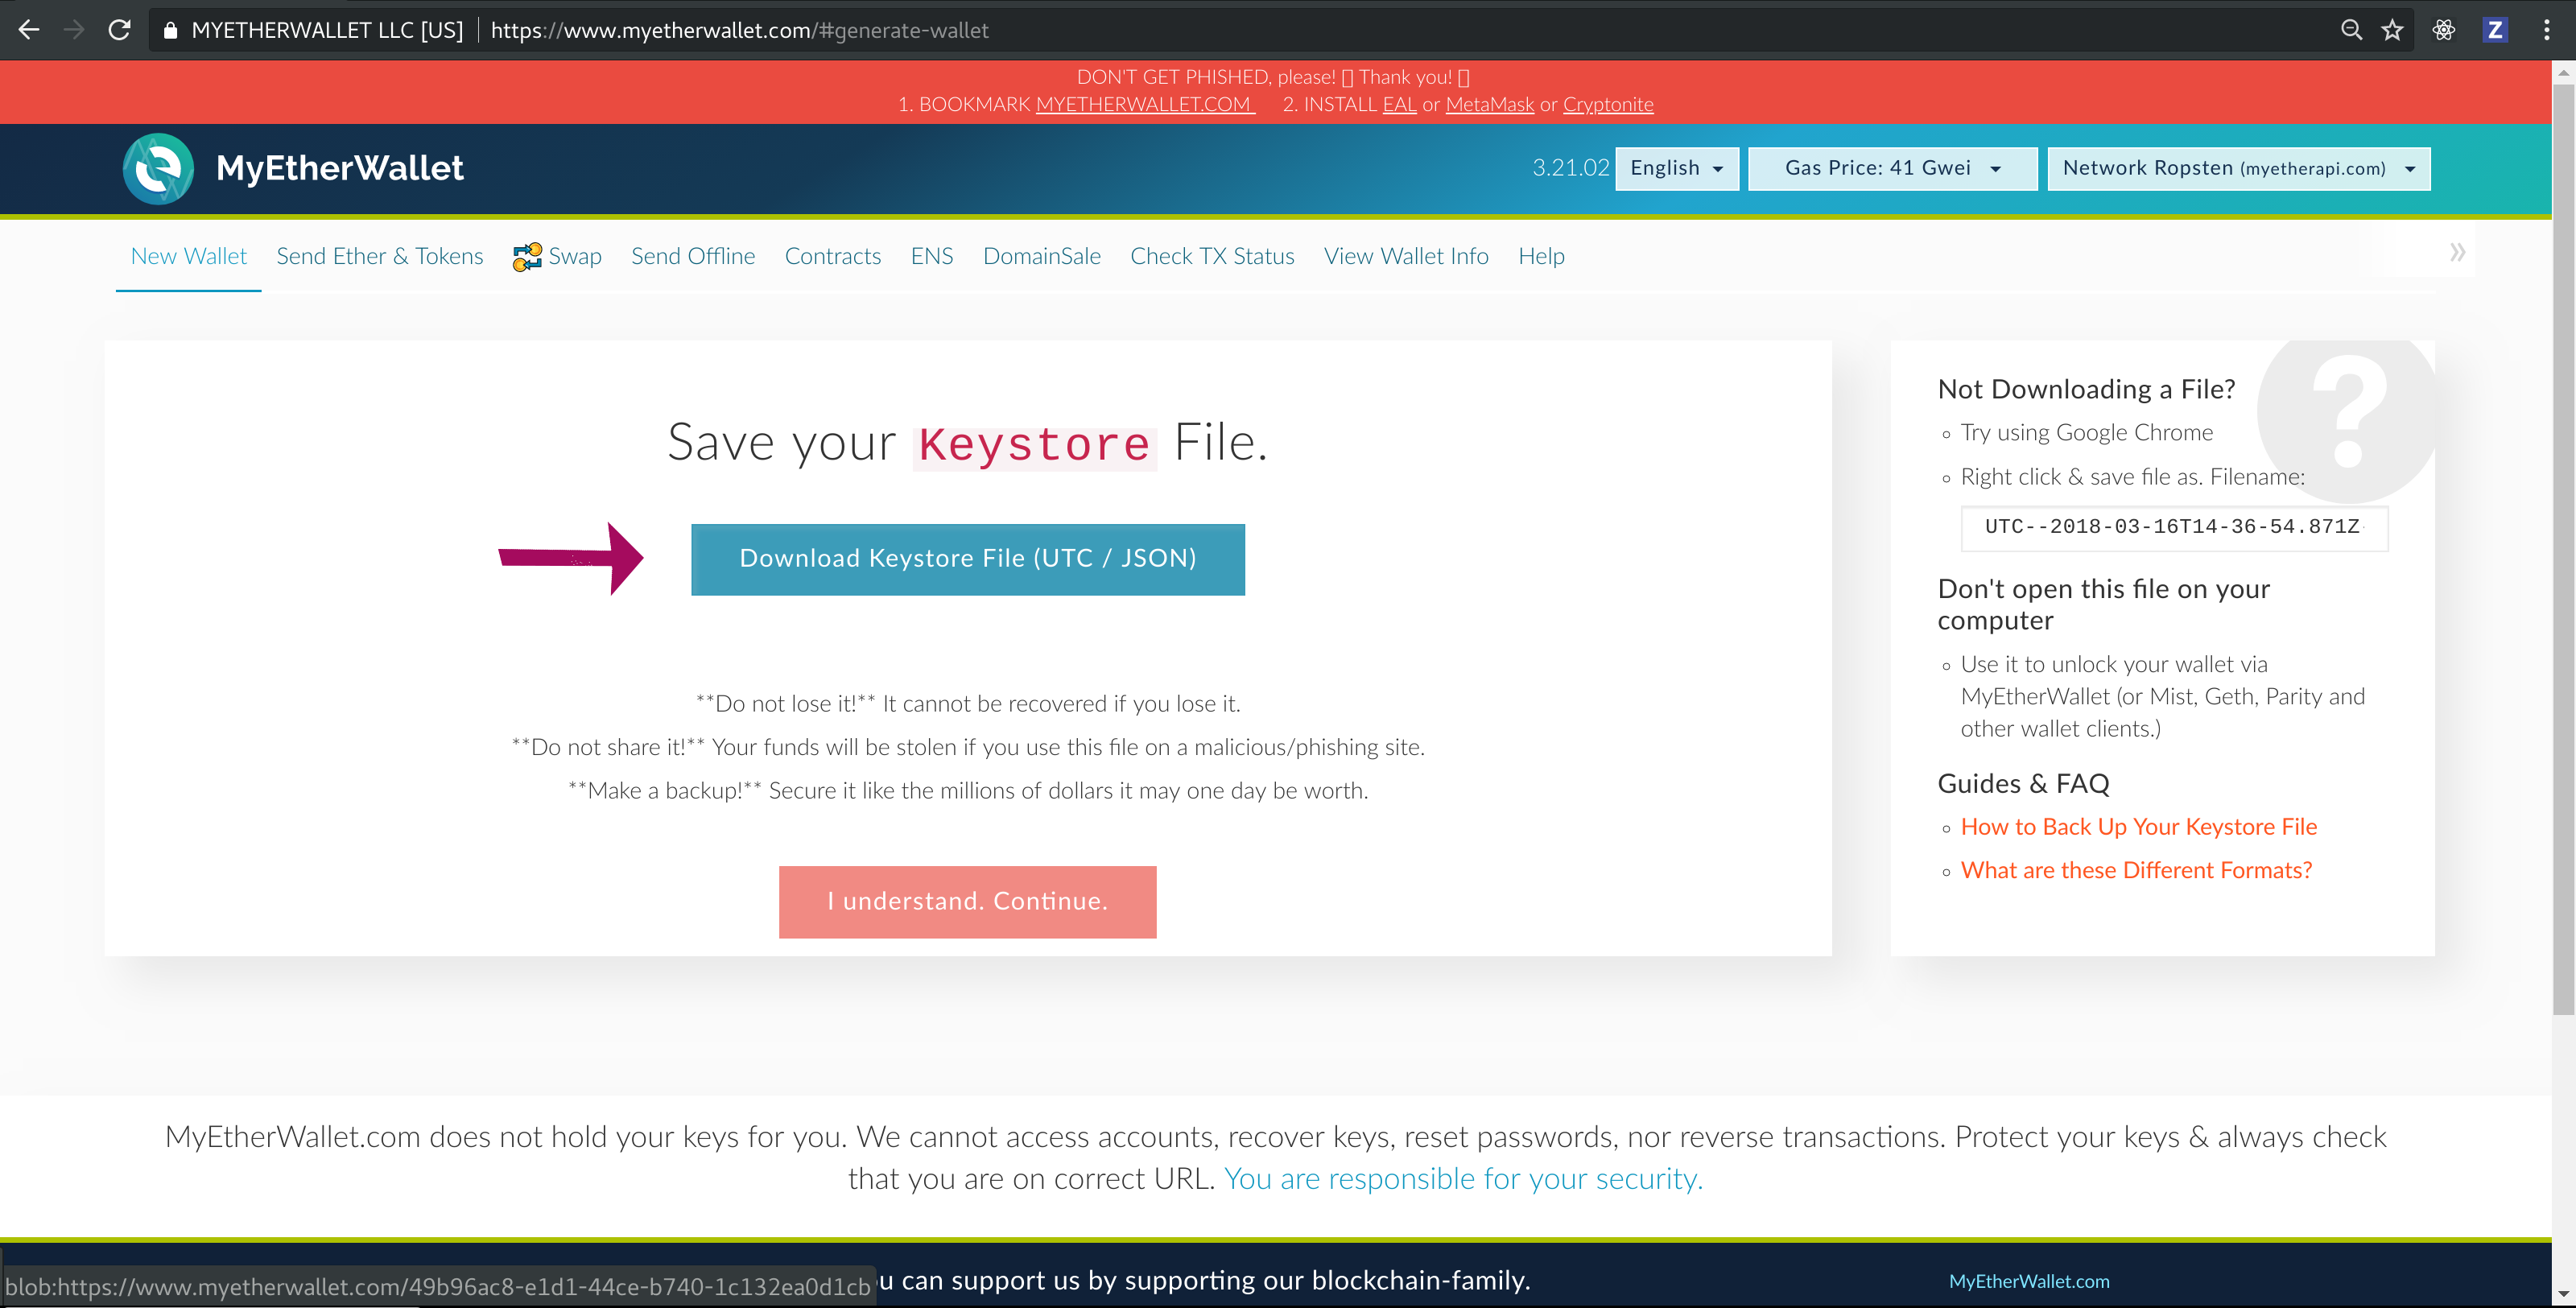 MYETHERWALLET LLC [US] https://www.myetherwallet.com/#generate-wallet
DON'T GET PHISHED, please! Thank you!
1. BOOKMARK MYETHERWALLET.COM 2. INSTALL EAL or MetaMask or Cryptonite
MyEtherWallet
3.21.02 English Gas Price: 41 Gwei Network Ropsten (myetherapi.com)
New Wallet Send Ether & Tokens Swap Send Offline Contracts ENS DomainSale Check TX Status View Wallet Info Help »
Save your Keystore File.
Download Keystore File (UTC / JSON)
**Do not lose it!** It cannot be recovered if you lose it.
**Do not share it!** Your funds will be stolen if you use this file on a malicious/phishing site.
**Make a backup!** Secure it like the millions of dollars it may one day be worth.
I understand. Continue.
?
Not Downloading a File?
Try using Google Chrome
Right click & save file as. Filename:
UTC--2018-03-16T14-36-54.871Z
Don't open this file on your
computer
Use it to unlock your wallet via
MyEtherWallet (or Mist, Geth, Parity and
other wallet clients.)
Guides & FAQ
How to Back Up Your Keystore File
What are these Different Formats?
MyEtherWallet.com does not hold your keys for you. We cannot access accounts, recover keys, reset passwords, nor reverse transactions. Protect your keys & always check
that you are on correct URL. You are responsible for your security.
u can support us by supporting our blockchain-family.
MyEtherWallet.com
blob:https://www.myetherwallet.com/49b96ac8-e1d1-44ce-b740-1c132ea0d1cb